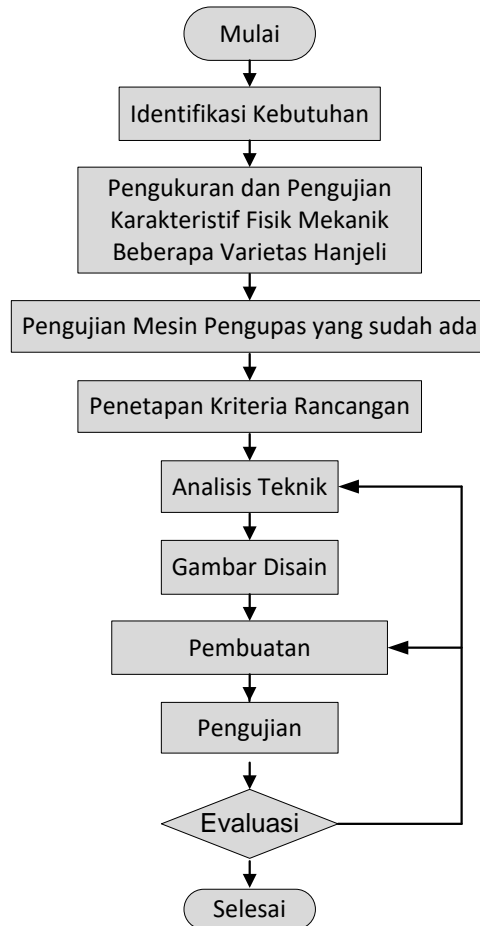 Mulai
Identifikasi Kebutuhan
Pengukuran dan Pengujian
Karakteristif Fisik Mekanik
Beberapa Varietas Hanjeli
Pengujian Mesin Pengupas yang sudah ada
Penetapan Kriteria Rancangan
Analisis Teknik
Gambar Disain
Pembuatan
Pengujian
Evaluasi
Selesai